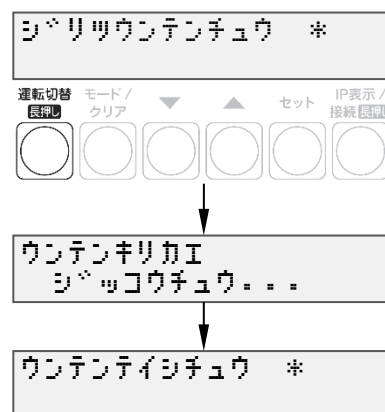 ジリツウンテンチュウ *
運転切替 モード/ ▼ ▲ セット IP表示/
長押し クリア 接続 長押し
ウンテンキリカエ
ジッコウチュウ...
ウンテンテイシチュウ *